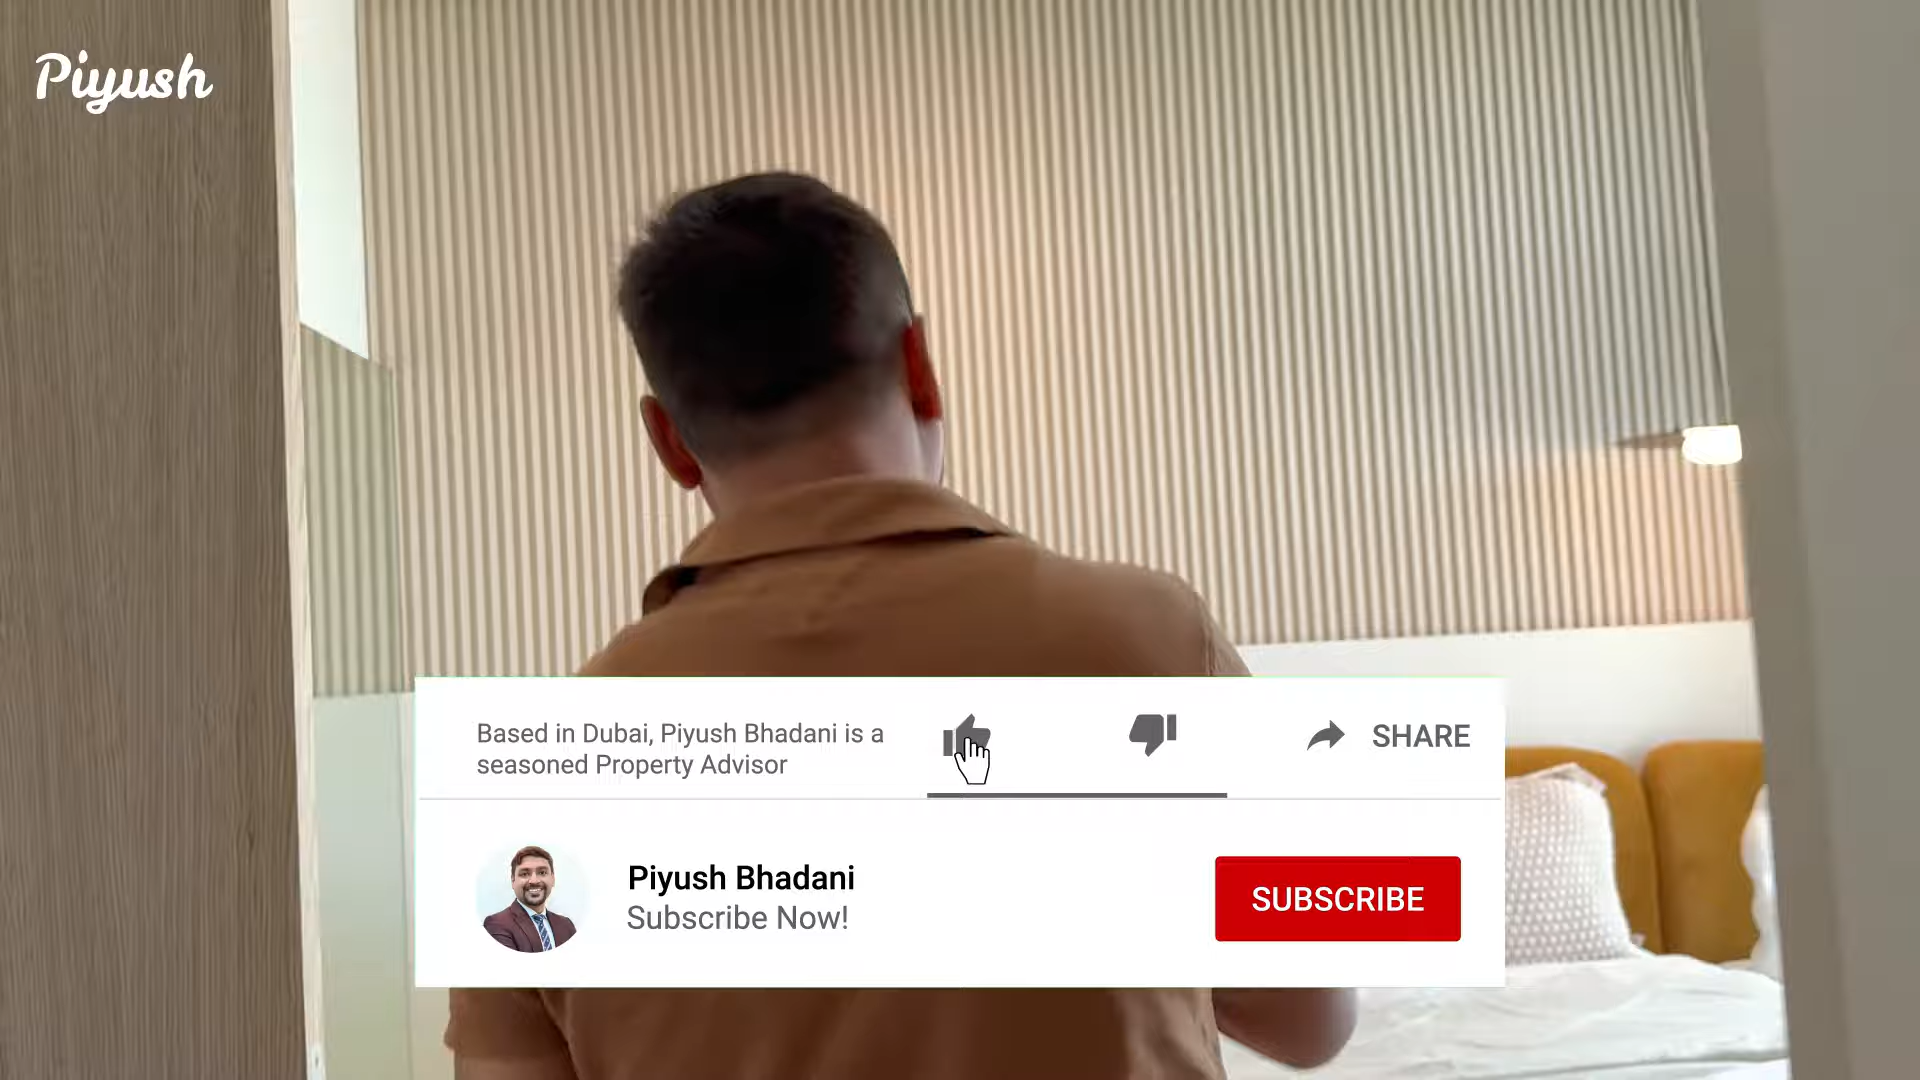 Piyush
Based in Dubai, Piyush Bhadani is a
seasoned Property Advisor
SHARE
Piyush Bhadani
Subscribe Now!
SUBSCRIBE